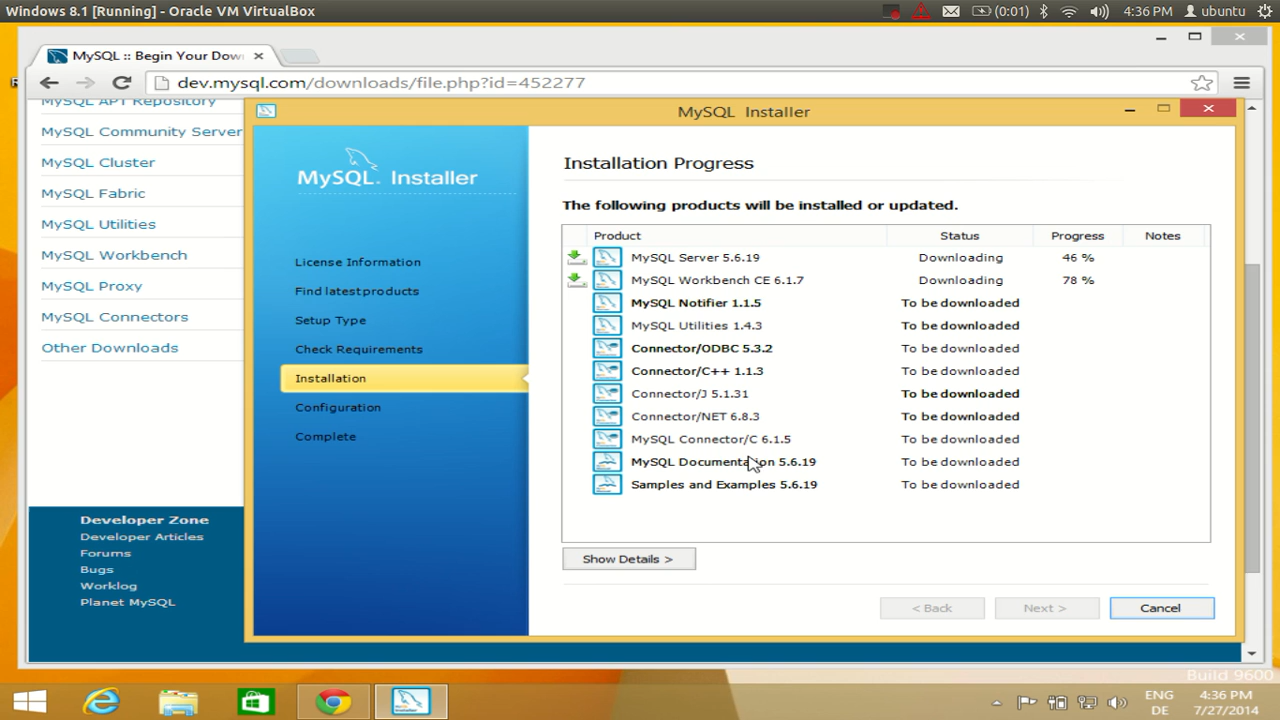 Windows 8.1 [Running] - Oracle VM VirtualBox
(0:01)
4:36 PM
ubuntu
MySQL :: Begin Your Dow
dev.mysql.com/downloads/file.php?id=452277
MySQL API Repository
MySQL Community Server
MySQL Cluster
MySQL Fabric
MySQL Utilities
MySQL Workbench
MySQL Proxy
MySQL Connectors
Other Downloads
Developer Zone
Developer Articles
Forums
Bugs
Worklog
Planet MySQL
MySQL Installer
MySQL. Installer
License Information
Find latest products
Setup Type
Check Requirements
Installation
Configuration
Complete
Installation Progress
The following products will be installed or updated.
Product Status Progress Notes
MySQL Server 5.6.19 Downloading 46 %
MySQL Workbench CE 6.1.7 Downloading 78 %
MySQL Notifier 1.1.5 To be downloaded
MySQL Utilities 1.4.3 To be downloaded
Connector/ODBC 5.3.2 To be downloaded
Connector/C++ 1.1.3 To be downloaded
Connector/J 5.1.31 To be downloaded
Connector/NET 6.8.3 To be downloaded
MySQL Connector/C 6.1.5 To be downloaded
MySQL Documentation 5.6.19 To be downloaded
Samples and Examples 5.6.19 To be downloaded
Show Details >
< Back
Next >
Cancel
Build 9600
ENG
DE
4:36 PM
7/27/2014